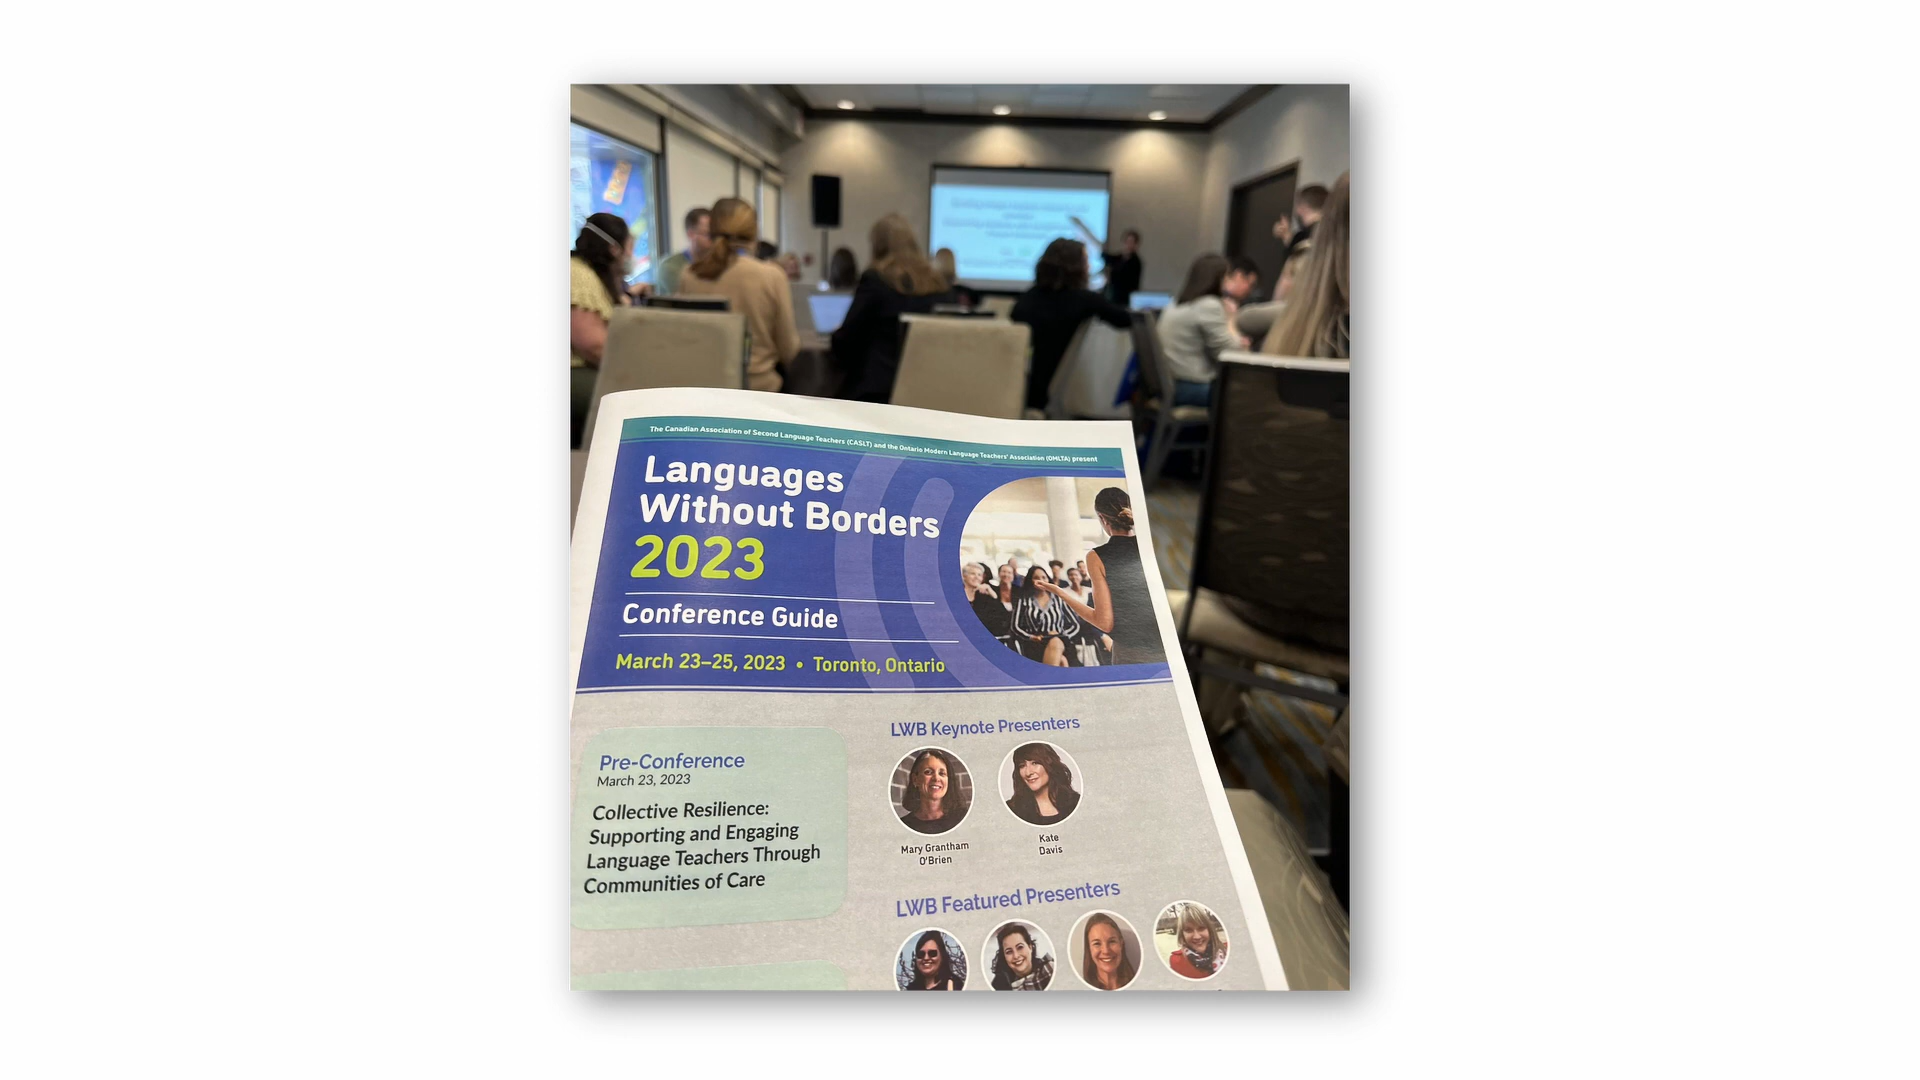 The Canadian Association of Second Language Teachers (CASLT) and the Ontario Modern Language Teachers' Association (OMLTA) present
Languages
Without Borders
2023
Conference Guide
March 23–25, 2023 • Toronto, Ontario
Pre-Conference
March 23, 2023
Collective Resilience:
Supporting and Engaging
Language Teachers Through
Communities of Care
LWB Keynote Presenters
Mary Grantham
O'Brien
Kate
Davis
LWB Featured Presenters